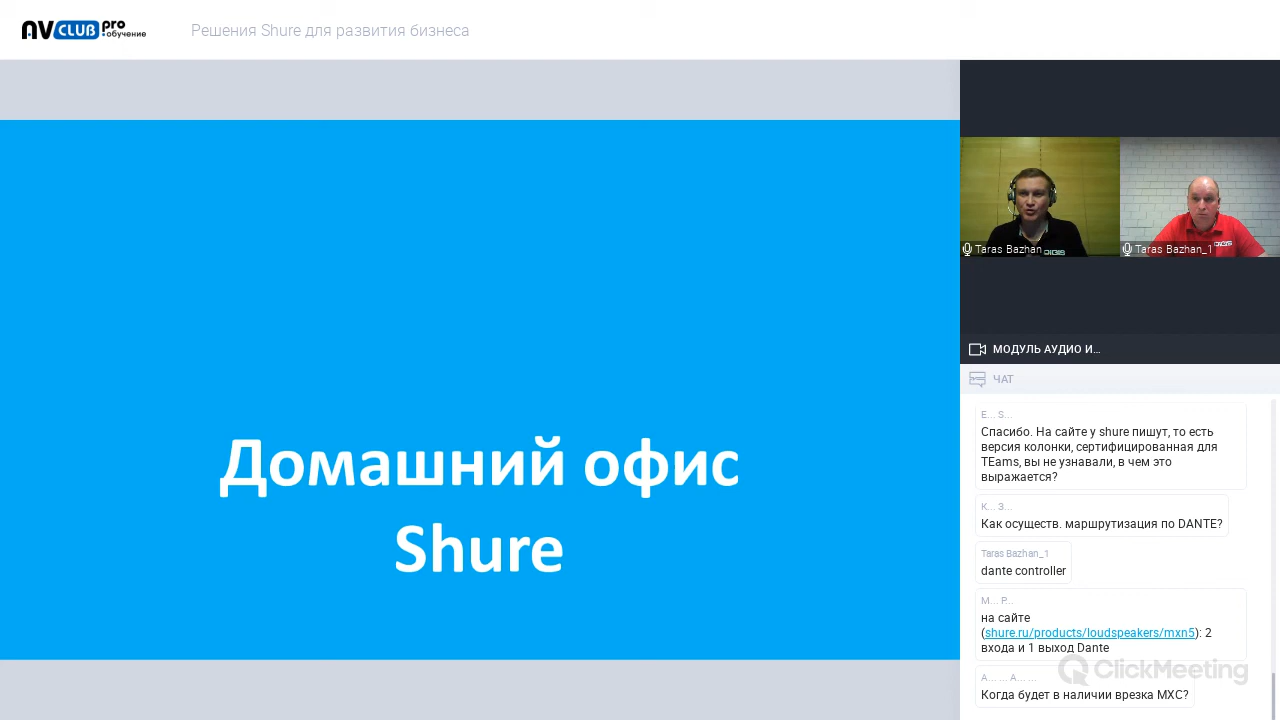 AVCLUB pro
•обучение
Решения Shure для развития бизнеса
Домашний офис
Shure
DIGIS
Taras Bazhan
DIGIS
Taras Bazhan_1
МОДУЛЬ АУДИО И...
ЧАТ
E... S...
Спасибо. На сайте у shure пишут, то есть
версия колонки, сертифицированная для
TEams, вы не узнавали, в чем это
выражается?
К... З...
Как осуществ. маршрутизация по DANTE?
Taras Bazhan_1
dante controller
М... Р...
на сайте
(shure.ru/products/loudspeakers/mxn5): 2
входа и 1 выход Dante
А... ... А... ...
Когда будет в наличии врезка MXC?
ClickMeeting